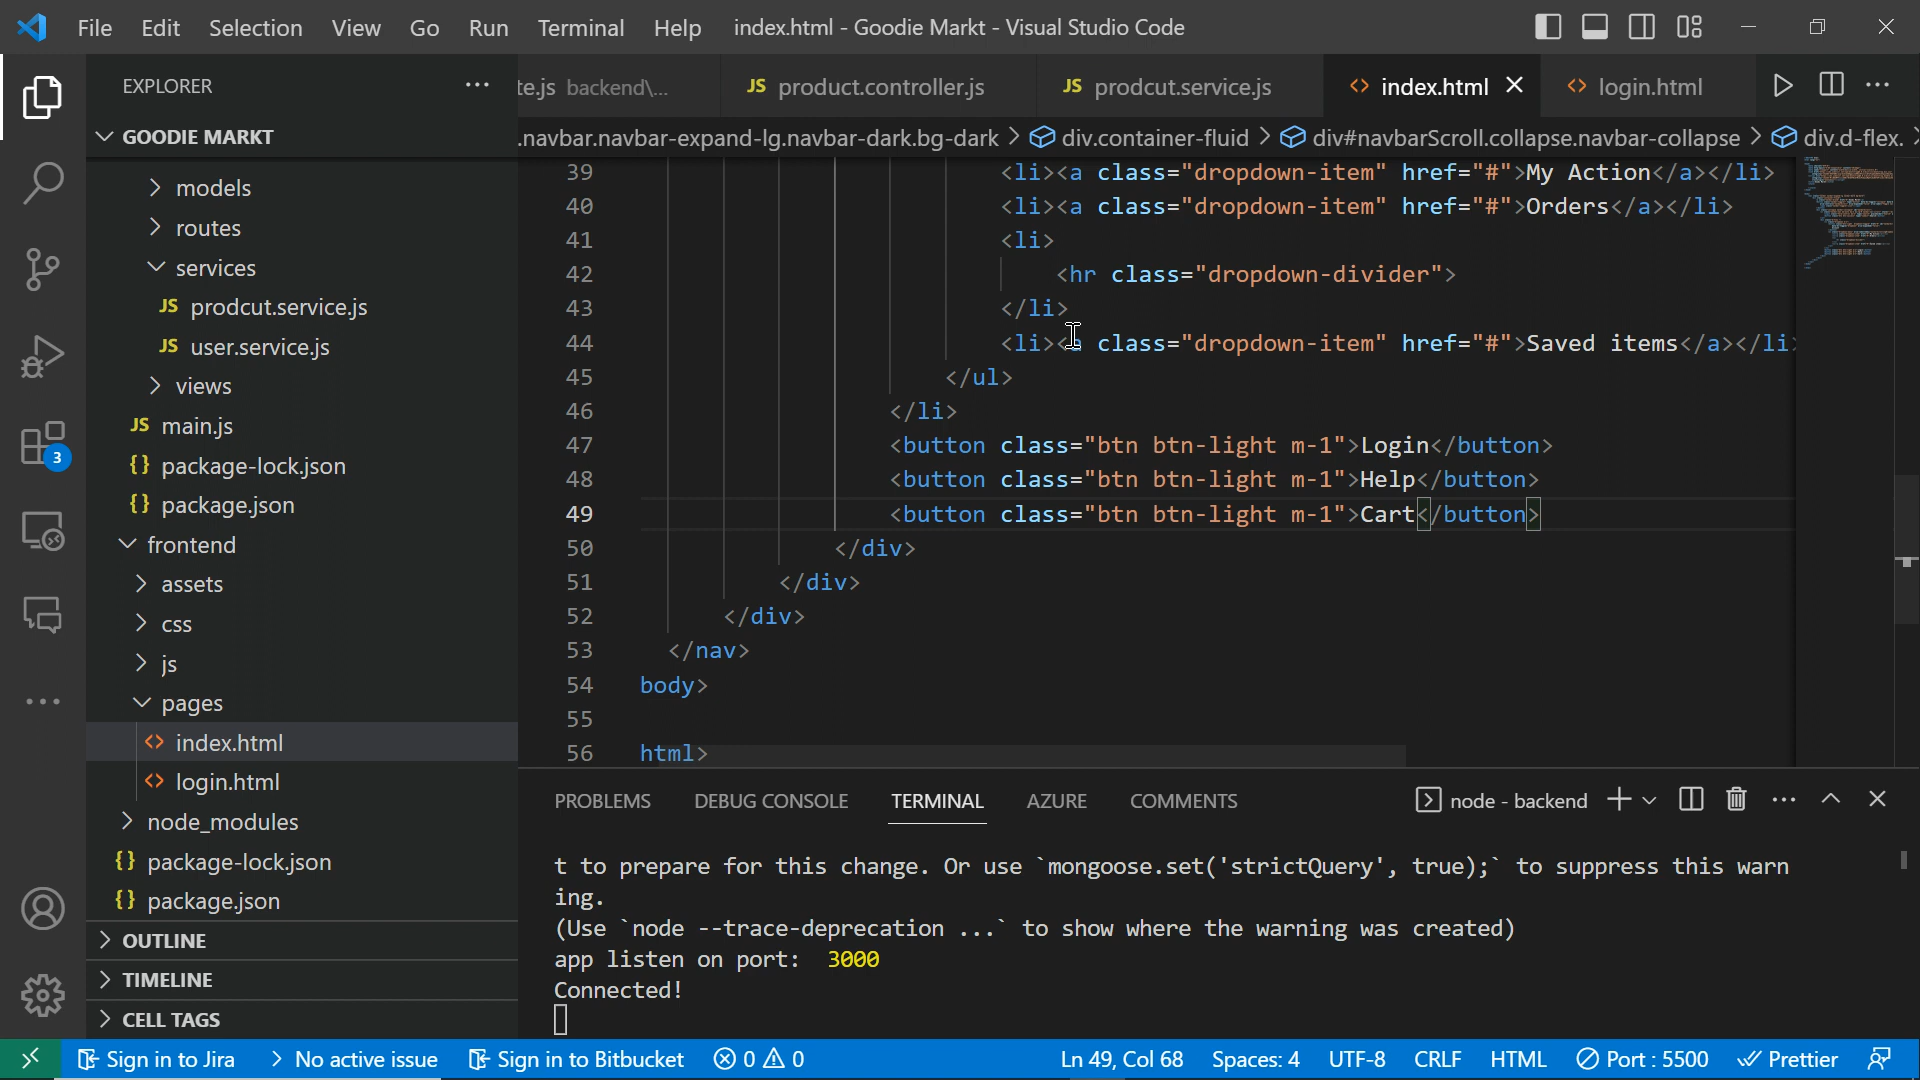 File Edit Selection View Go Run Terminal Help index.html - Goodie Markt - Visual Studio Code
EXPLORER
te.js backend\...
JS product.controller.js
JS prodcut.service.js
<> index.html
<> login.html
GOODIE MARKT
.navbar.navbar-expand-lg.navbar-dark.bg-dark > div.container-fluid > div#navbarScroll.collapse.navbar-collapse > div.d-flex.
models
routes
services
JS prodcut.service.js
JS user.service.js
views
JS main.js
{} package-lock.json
{} package.json
frontend
assets
css
js
pages
<> index.html
<> login.html
node_modules
{} package-lock.json
{} package.json
OUTLINE
TIMELINE
CELL TAGS
3
39 <li><a class="dropdown-item" href="#">My Action</a></li>
40 <li><a class="dropdown-item" href="#">Orders</a></li>
41 <li>
42 <hr class="dropdown-divider">
43 </li>
44 <li><a class="dropdown-item" href="#">Saved items</a></li>
45 </ul>
46 </li>
47 <button class="btn btn-light m-1">Login</button>
48 <button class="btn btn-light m-1">Help</button>
49 <button class="btn btn-light m-1">Cart</button>
50 </div>
51 </div>
52 </div>
53 </nav>
54 body>
55
56 html>
PROBLEMS DEBUG CONSOLE TERMINAL AZURE COMMENTS node - backend
t to prepare for this change. Or use `mongoose.set('strictQuery', true);` to suppress this warn
ing.
(Use `node --trace-deprecation ...` to show where the warning was created)
app listen on port: 3000
Connected!
Sign in to Jira > No active issue Sign in to Bitbucket 0 0 Ln 49, Col 68 Spaces: 4 UTF-8 CRLF HTML Port : 5500 Prettier